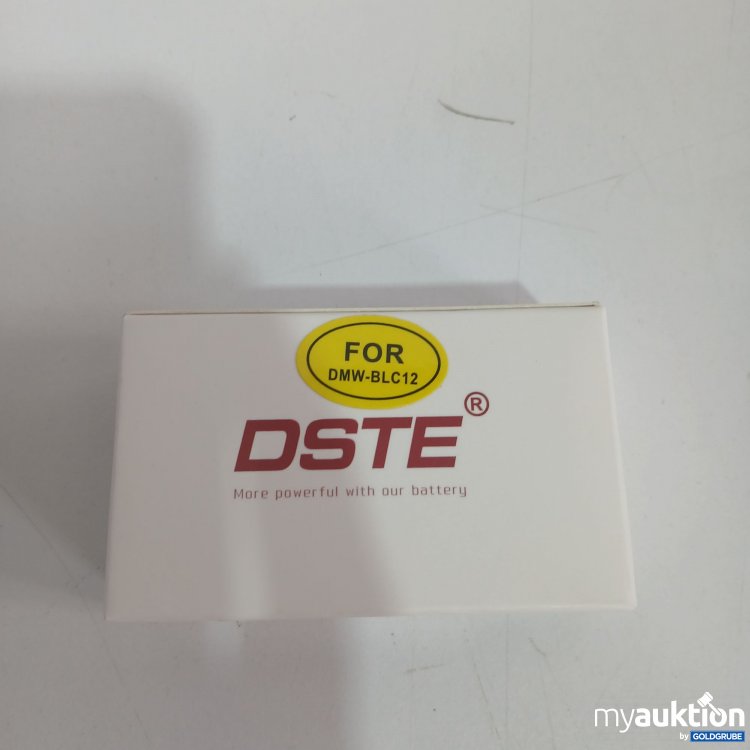 FOR
DMW-BLC12
DSTE®
More powerful with our battery
myauktion
by GOLDGRUBE